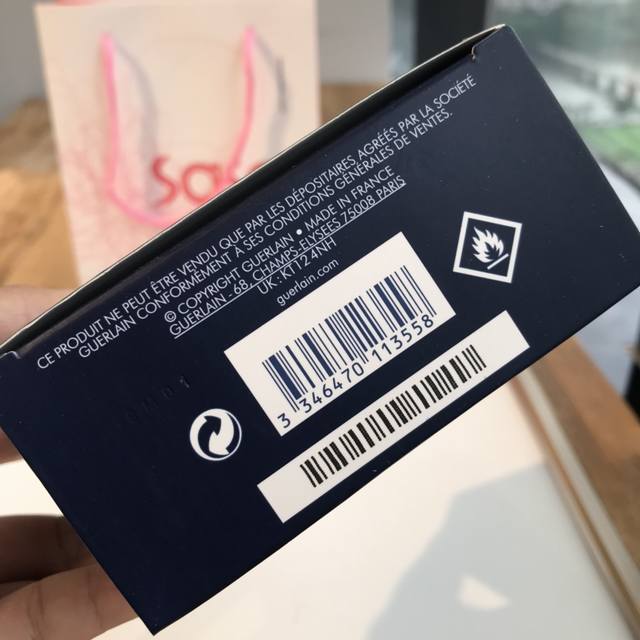 sasa
CE PRODUIT NE PEUT ÊTRE VENDU QUE PAR LES DÉPOSITAIRES AGRÉÉS PAR LA SOCIÉTÉ
GUERLAIN CONFORMÉMENT À SES CONDITIONS GÉNÉRALES DE VENTES.
© COPYRIGHT GUERLAIN • MADE IN FRANCE
GUERLAIN - 68, CHAMPS-ELYSÉES 75008 PARIS
UK: KT12 4NH
guerlain.com
3 346470 113558